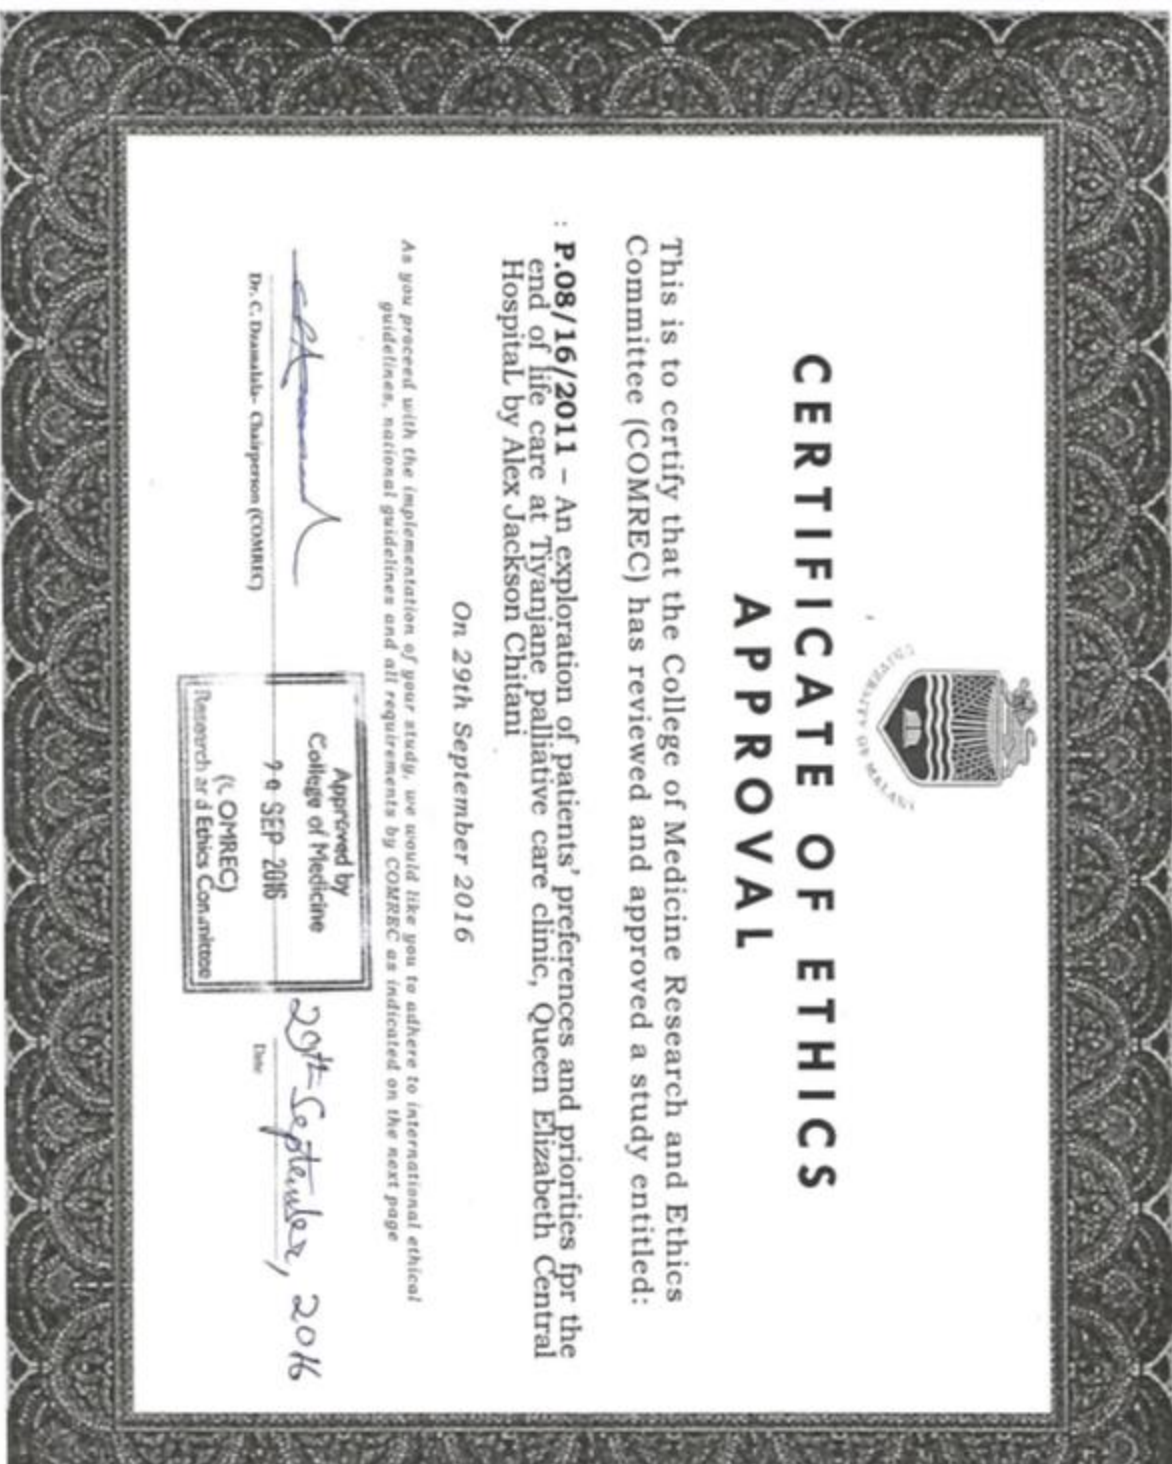 UNIVERSITY OF MALAWI
CERTIFICATE OF ETHICS
APPROVAL
This is to certify that the College of Medicine Research and Ethics
Committee (COMREC) has reviewed and approved a study entitled:
: P.08/16/2011 – An exploration of patients' preferences and priorities fpr the
end of life care at Tiyanjane palliative care clinic, Queen Elizabeth Central
HospitaL by Alex Jackson Chitani
On 29th September 2016
As you proceed with the implementation of your study, we would like you to adhere to international ethical
guidelines, national guidelines and all requirements by COMREC as indicated on the next page
Approved by
College of Medicine
SEP 2016
(COMREC)
Research and Ethics Committee
29th September, 2016
Dr. C. Dzamalala- Chairperson (COMREC)
Date